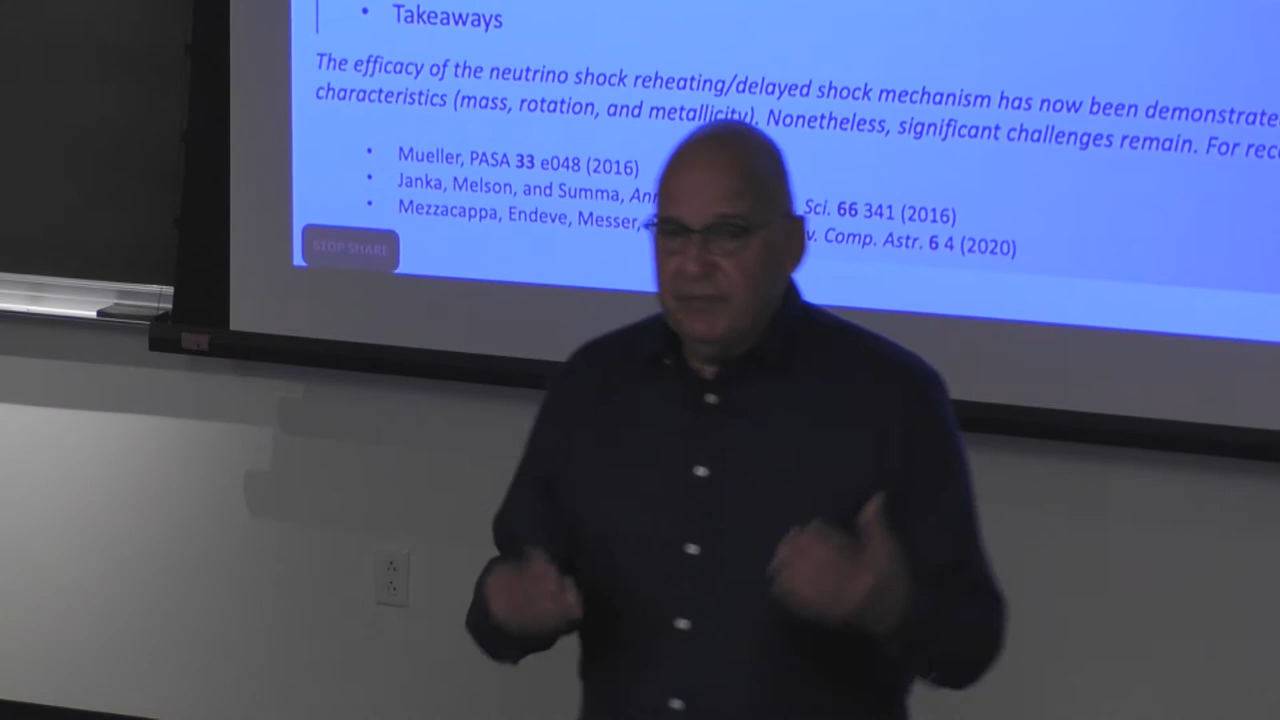 • Takeaways
The efficacy of the neutrino shock reheating/delayed shock mechanism has now been demonstrate
characteristics (mass, rotation, and metallicity). Nonetheless, significant challenges remain. For rec
• Mueller, PASA 33 e048 (2016)
• Janka, Melson, and Summa, Ann Sci. 66 341 (2016)
• Mezzacappa, Endeve, Messer, v. Comp. Astr. 6 4 (2020)
STOP SHARE